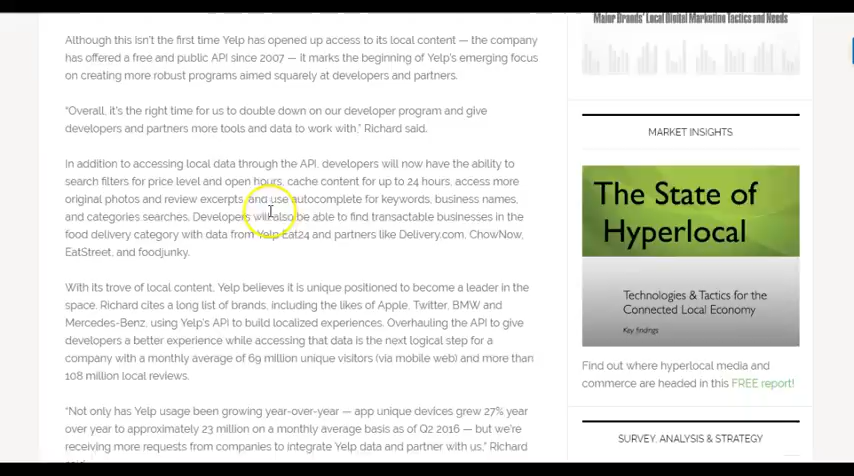 Major Brands' Local Digital Marketing Tactics and Needs
Although this isn't the first time Yelp has opened up access to its local content — the company
has offered a free and public API since 2007 — it marks the beginning of Yelp's emerging focus
on creating more robust programs aimed squarely at developers and partners.
"Overall, it's the right time for us to double down on our developer program and give
developers and partners more tools and data to work with," Richard said.
In addition to accessing local data through the API, developers will now have the ability to
search filters for price level and open hours, cache content for up to 24 hours, access more
original photos and review excerpts, and use autocomplete for keywords, business names,
and categories searches. Developers will also be able to find transactable businesses in the
food delivery category with data from Yelp Eat24 and partners like Delivery.com, ChowNow,
EatStreet, and foodjunky.
With its trove of local content, Yelp believes it is unique positioned to become a leader in the
space. Richard cites a long list of brands, including the likes of Apple, Twitter, BMW and
Mercedes-Benz, using Yelp's API to build localized experiences. Overhauling the API to give
developers a better experience while accessing that data is the next logical step for a
company with a monthly average of 69 million unique visitors (via mobile web) and more than
108 million local reviews.
"Not only has Yelp usage been growing year-over-year — app unique devices grew 27% year
over year to approximately 23 million on a monthly average basis as of Q2 2016 — but we're
receiving more requests from companies to integrate Yelp data and partner with us," Richard
MARKET INSIGHTS
The State of
Hyperlocal
Technologies & Tactics for the
Connected Local Economy
Key findings
Find out where hyperlocal media and
commerce are headed in this FREE report!
SURVEY, ANALYSIS & STRATEGY